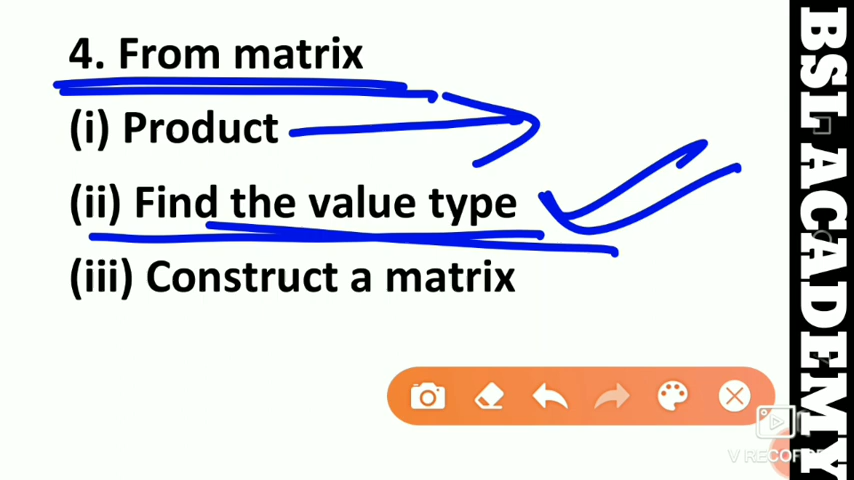 4. From matrix
(i) Product
(ii) Find the value type
(iii) Construct a matrix
BSL ACADEMY